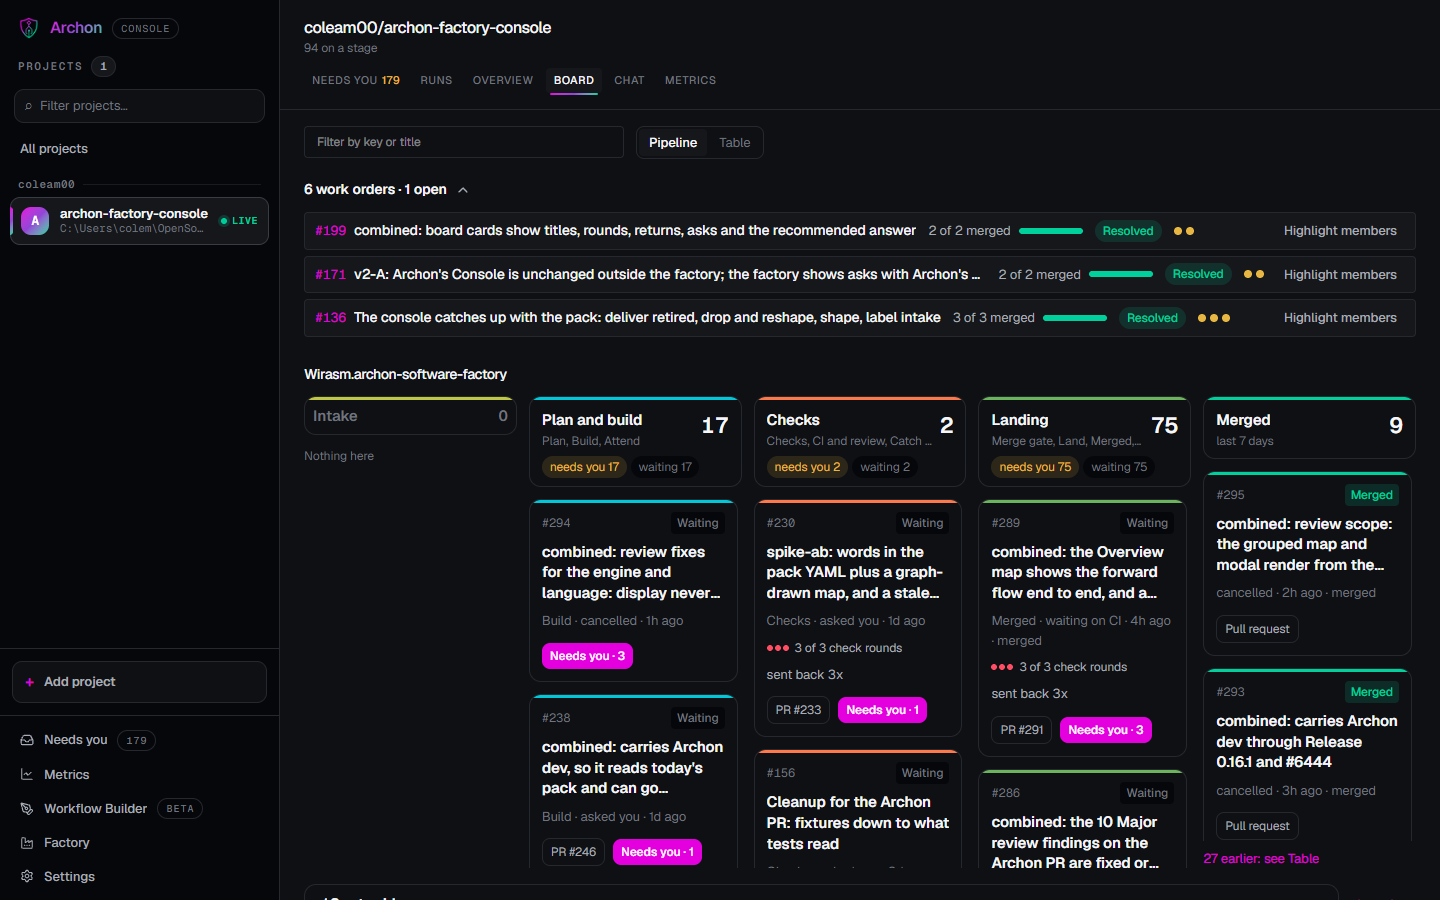 Archon CONSOLE
PROJECTS 1
Filter projects...
All projects
coleam00
A archon-factory-console LIVE
C:\Users\colem\OpenSo…
+ Add project
Needs you 179
Metrics
Workflow Builder BETA
Factory
Settings
coleam00/archon-factory-console
94 on a stage
NEEDS YOU 179 RUNS OVERVIEW BOARD CHAT METRICS
Filter by key or title
Pipeline Table
6 work orders · 1 open
#199 combined: board cards show titles, rounds, returns, asks and the recommended answer 2 of 2 merged Resolved Highlight members
#171 v2-A: Archon's Console is unchanged outside the factory; the factory shows asks with Archon's ... 2 of 2 merged Resolved Highlight members
#136 The console catches up with the pack: deliver retired, drop and reshape, shape, label intake 3 of 3 merged Resolved Highlight members
Wirasm.archon-software-factory
Intake 0
Nothing here
Plan and build 17
Plan, Build, Attend
needs you 17 waiting 17
#294 Waiting
combined: review fixes
for the engine and
language: display never...
Build · cancelled · 1h ago
Needs you · 3
#238 Waiting
combined: carries Archon
dev, so it reads today's
pack and can go...
Build · asked you · 1d ago
PR #246 Needs you · 1
Checks 2
Checks, CI and review, Catch ...
needs you 2 waiting 2
#230 Waiting
spike-ab: words in the
pack YAML plus a graph-
drawn map, and a stale...
Checks · asked you · 1d ago
3 of 3 check rounds
sent back 3x
PR #233 Needs you · 1
#156 Waiting
Cleanup for the Archon
PR: fixtures down to what
tests read
Landing 75
Merge gate, Land, Merged,...
needs you 75 waiting 75
#289 Waiting
combined: the Overview
map shows the forward
flow end to end, and a...
Merged · waiting on CI · 4h ago
· merged
3 of 3 check rounds
sent back 3x
PR #291 Needs you · 3
#286 Waiting
combined: the 10 Major
review findings on the
Archon PR are fixed or...
Merged 9
last 7 days
#295 Merged
combined: review scope:
the grouped map and
modal render from the...
cancelled · 2h ago · merged
Pull request
#293 Merged
combined: carries Archon
dev through Release
0.16.1 and #6444
cancelled · 3h ago · merged
Pull request
27 earlier: see Table